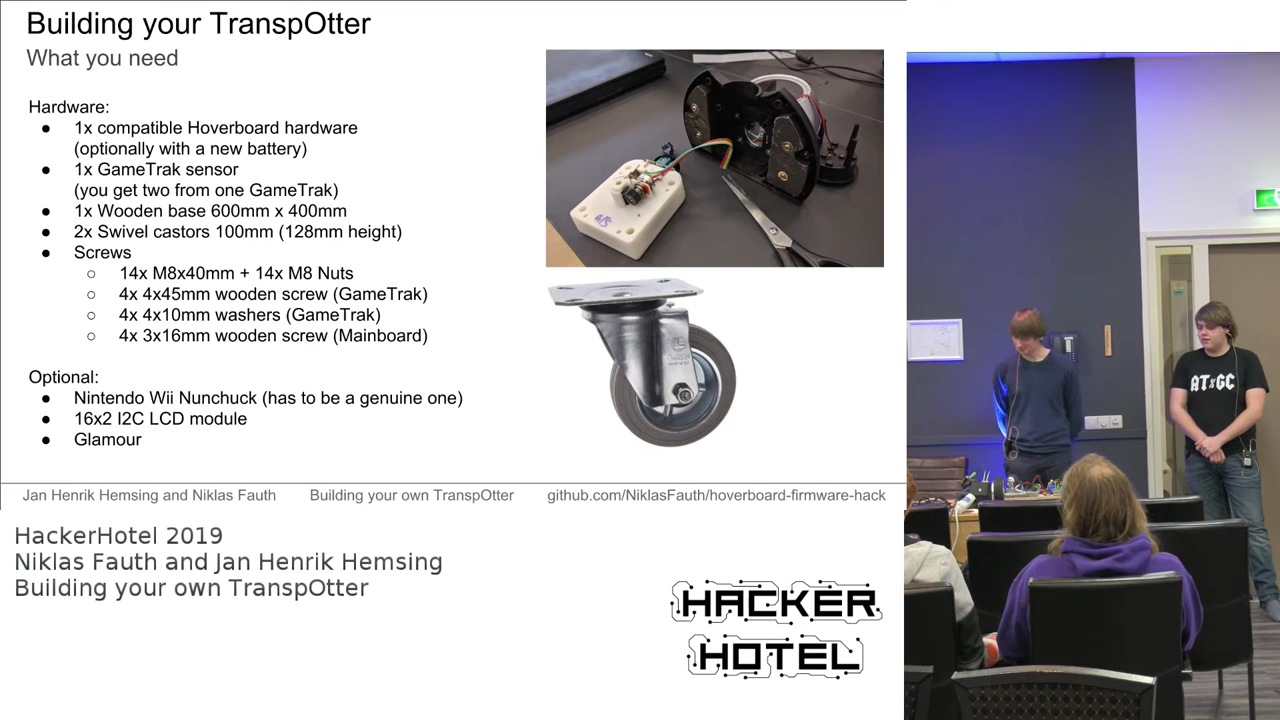 Building your TranspOtter
What you need
Hardware:
● 1x compatible Hoverboard hardware
(optionally with a new battery)
● 1x GameTrak sensor
(you get two from one GameTrak)
● 1x Wooden base 600mm x 400mm
● 2x Swivel castors 100mm (128mm height)
● Screws
○ 14x M8x40mm + 14x M8 Nuts
○ 4x 4x45mm wooden screw (GameTrak)
○ 4x 4x10mm washers (GameTrak)
○ 4x 3x16mm wooden screw (Mainboard)
Optional:
● Nintendo Wii Nunchuck (has to be a genuine one)
● 16x2 I2C LCD module
● Glamour
Jan Henrik Hemsing and Niklas Fauth Building your own TranspOtter github.com/NiklasFauth/hoverboard-firmware-hack
HackerHotel 2019
Niklas Fauth and Jan Henrik Hemsing
Building your own TranspOtter
HACKER
HOTEL